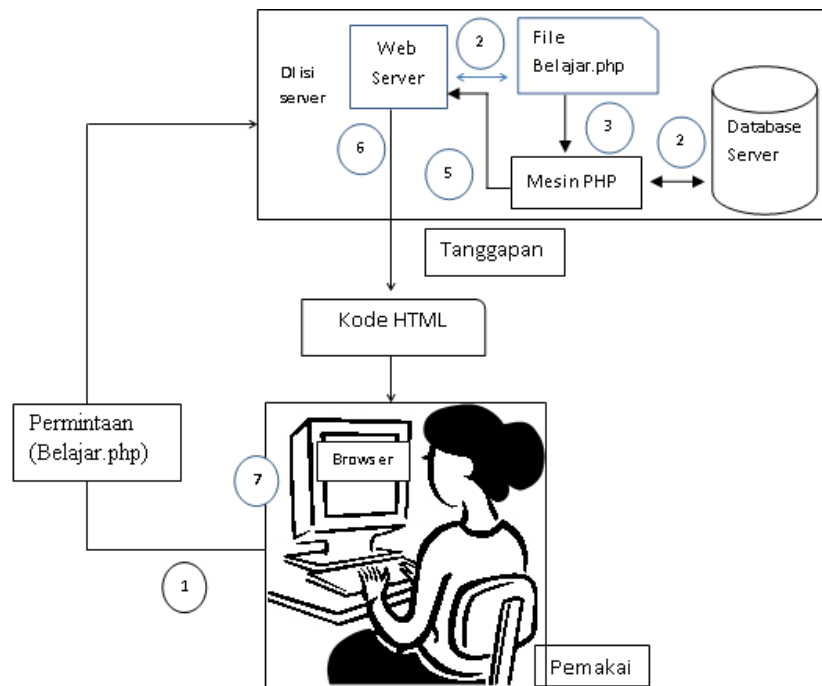 Web
Server
2
File
Belajar.php
DI isi
server
3
2
Database
Server
6
5
Mesin PHP
Tanggapan
Kode HTML
Permintaan
(Belajar.php)
Browser
7
1
Pemakai